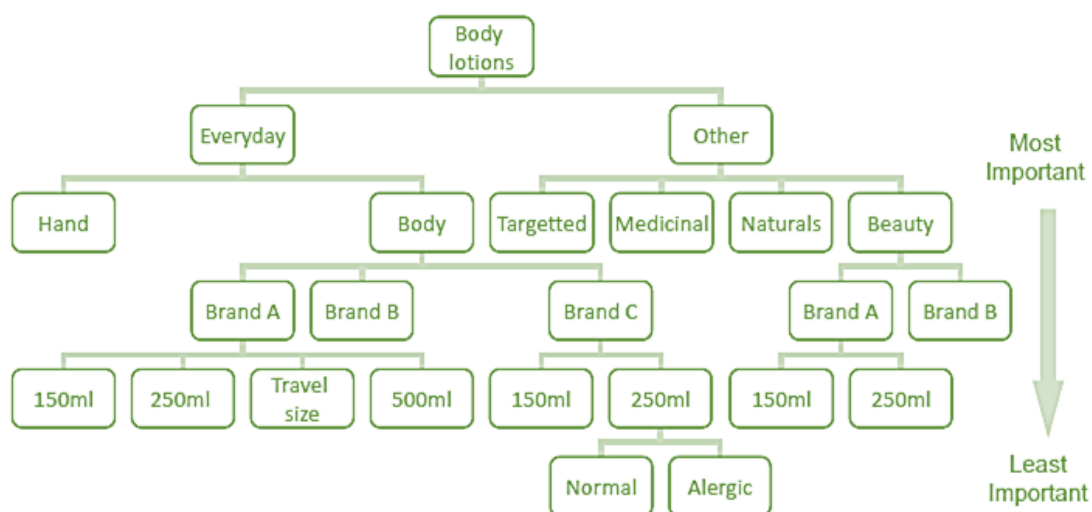 Body
lotions
Everyday
Other
Most
Important
Hand
Body
Targetted
Medicinal
Naturals
Beauty
Brand A
Brand B
Brand C
Brand A
Brand B
150ml
250ml
Travel
size
500ml
150ml
250ml
150ml
250ml
Normal
Alergic
Least
Important